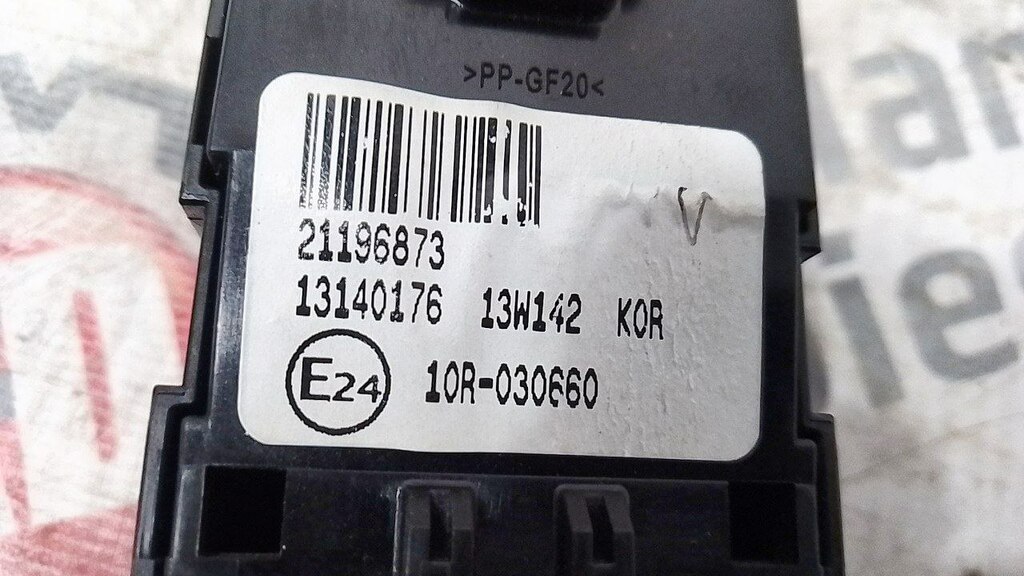 >PP-GF20<
21196873
13140176 13W142 KOR
E24 10R-030660
V